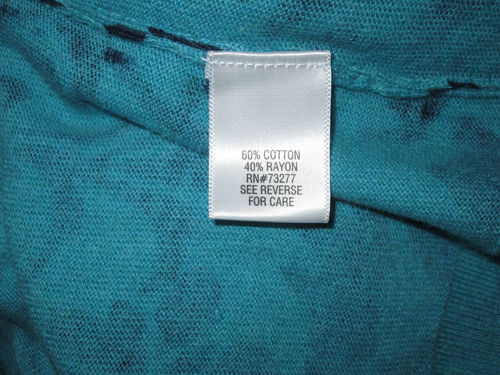 60% COTTON
40% RAYON
RN#73277
SEE REVERSE
FOR CARE